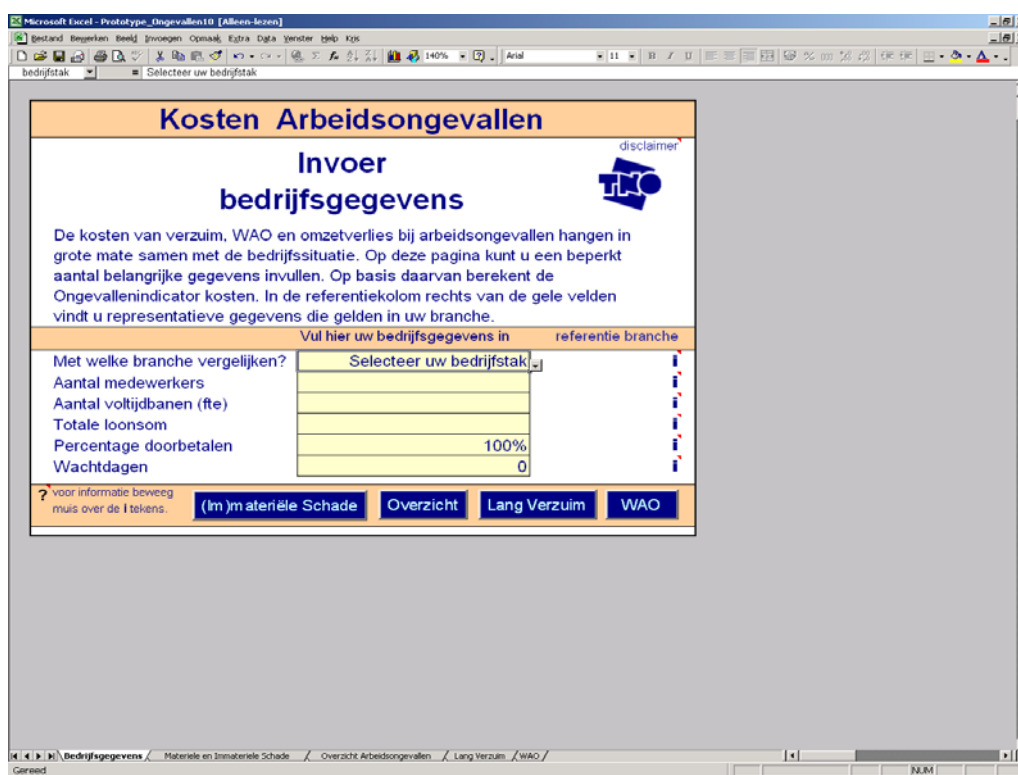 Microsoft Excel - Prototype_Ongevallen10 [Alleen-lezen]
Bestand Bewerken Beeld Invoegen Opmaak Extra Data Venster Help Kris
140% Arial 11 B I U
bedrijfstak = Selecteer uw bedrijfstak
Kosten Arbeidsongevallen
disclaimer
Invoer
bedrijfsgegevens
TNO
De kosten van verzuim, WAO en omzetverlies bij arbeidsongevallen hangen in
grote mate samen met de bedrijfssituatie. Op deze pagina kunt u een beperkt
aantal belangrijke gegevens invullen. Op basis daarvan berekent de
Ongevallenindicator kosten. In de referentiekolom rechts van de gele velden
vindt u representatieve gegevens die gelden in uw branche.
Vul hier uw bedrijfsgegevens in referentie branche
Met welke branche vergelijken? Selecteer uw bedrijfstak i
Aantal medewerkers i
Aantal voltijdbanen (fte) i
Totale loonsom i
Percentage doorbetalen 100% i
Wachtdagen 0 i
? voor informatie beweeg
muis over de i tekens.
(Im)materiële Schade Overzicht Lang Verzuim WAO
Bedrijfsgegevens Materiele en Immateriele Schade Overzicht Arbeidsongevallen Lang Verzuim WAO
Gereed NUM